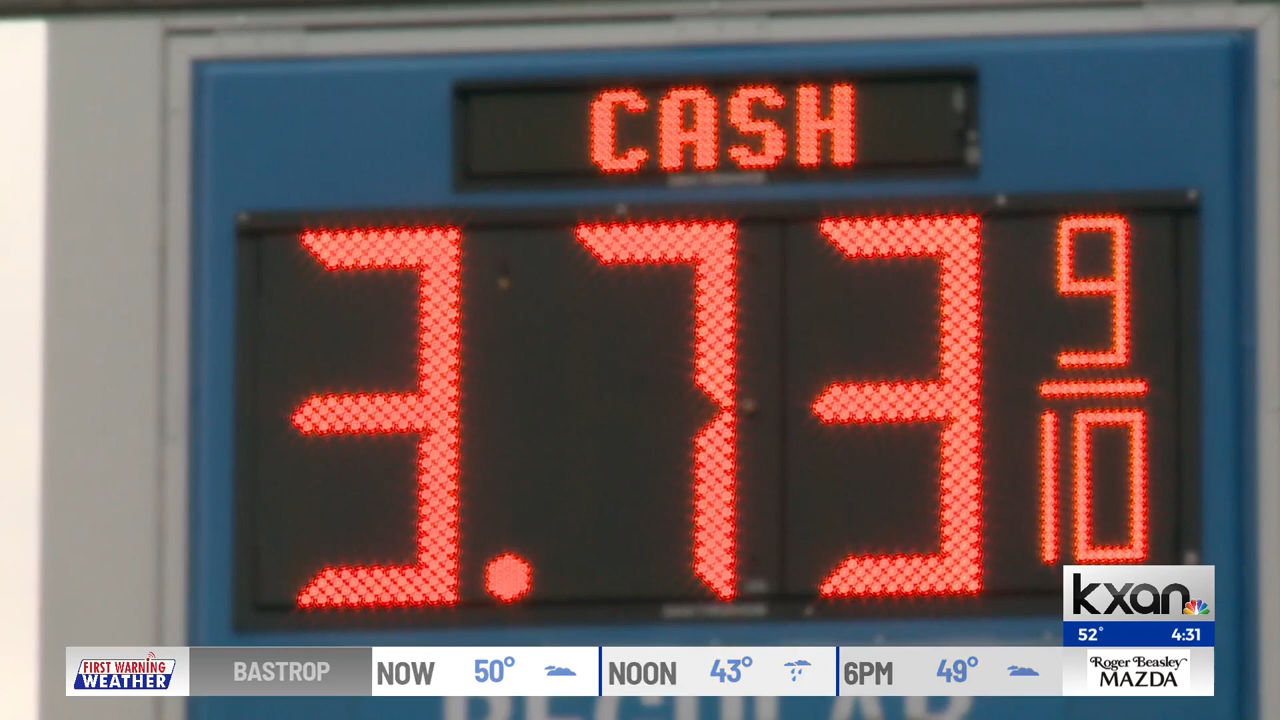 CASH
3.73 9/10
REGULAR
kxan
52° 4:31
FIRST WARNING
WEATHER
BASTROP NOW 50° NOON 43° 6PM 49°
Roger Beasley
MAZDA